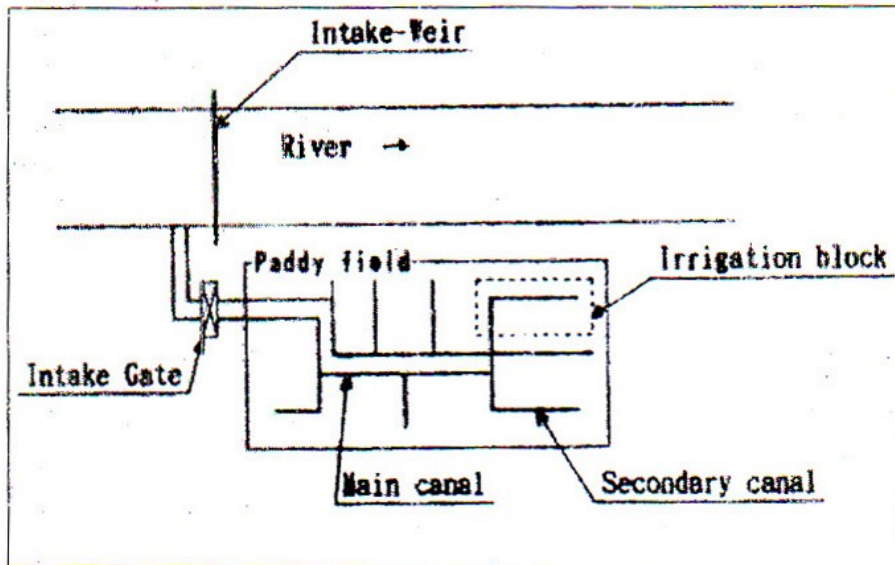 Intake-Weir
River →
Paddy field
Irrigation block
Intake Gate
Main canal
Secondary canal